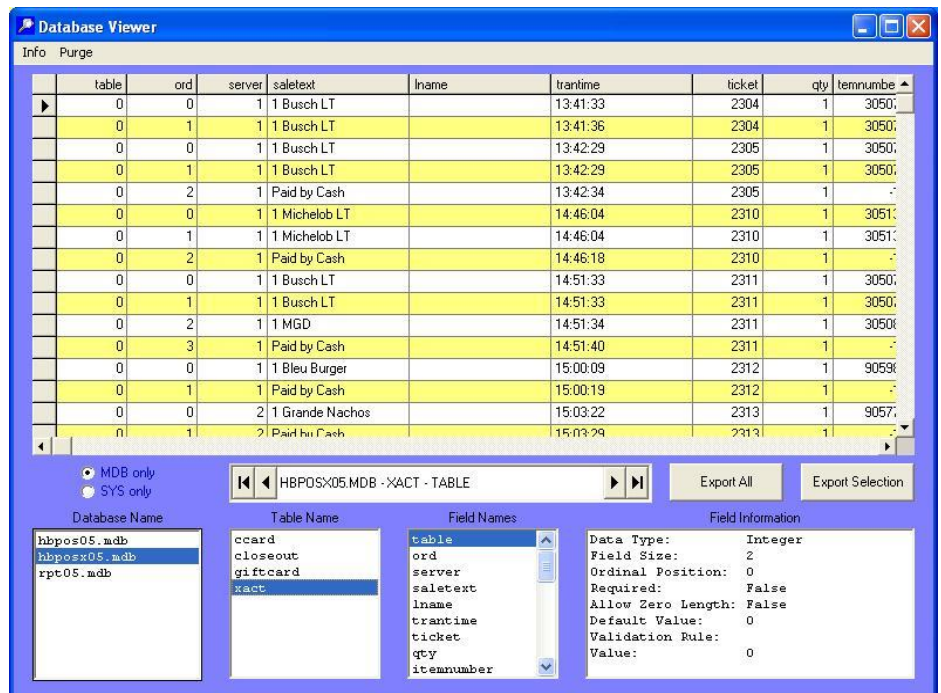 Database Viewer
Info Purge
table ord server saletext lname trantime ticket qty
0 0 1 1 Busch LT 13:41:33 2304 1
0 1 1 1 Busch LT 13:41:36 2304 1
0 0 1 1 Busch LT 13:42:29 2305 1
0 1 1 1 Busch LT 13:42:29 2305 1
0 2 1 Paid by Cash 13:42:34 2305 1
0 0 1 1 Michelob LT 14:46:04 2310 1
0 1 1 1 Michelob LT 14:46:04 2310 1
0 2 1 Paid by Cash 14:46:18 2310 1
0 0 1 1 Busch LT 14:51:33 2311 1
0 1 1 1 Busch LT 14:51:33 2311 1
0 2 1 1 MGD 14:51:34 2311 1
0 3 1 Paid by Cash 14:51:40 2311 1
0 0 1 1 Bleu Burger 15:00:09 2312 1
0 1 1 Paid by Cash 15:00:19 2312 1
0 0 2 1 Grande Nachos 15:03:22 2313 1
0 1 2 Paid by Cash 15:03:29 2313 1
MDB only
SYS only
HBPOSX05.MDB - XACT - TABLE
Export All
Export Selection
Database Name
hbpos05.mdb
hbposx05.mdb
rpt05.mdb
Table Name
ccard
closeout
giftcard
xact
Field Names
table
ord
server
saletext
lname
trantime
ticket
qty
itemnumber
Field Information
Data Type: Integer
Field Size: 2
Ordinal Position: 0
Required: False
Allow Zero Length: False
Default Value: 0
Validation Rule:
Value: 0